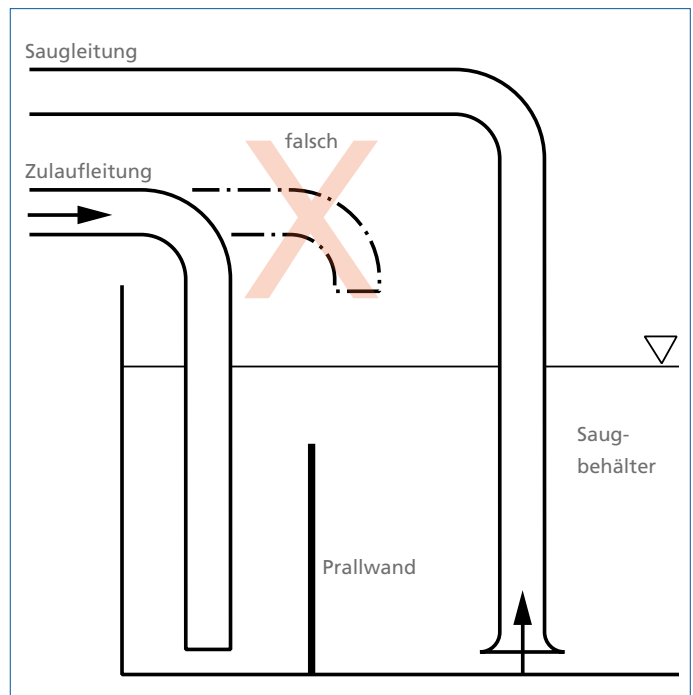 Saugleitung
falsch
Zulaufleitung
Saug-
behälter
Prallwand